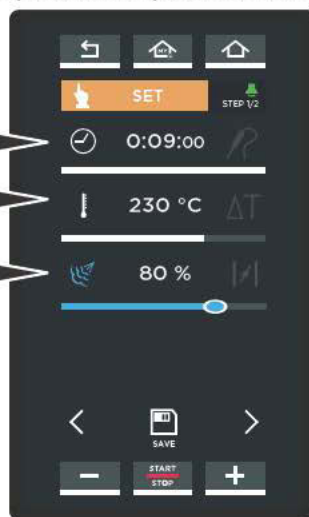 MY
SET
STEP 1/2
0:09:00
230 °C ΔT
80 %
SAVE
START
STOP